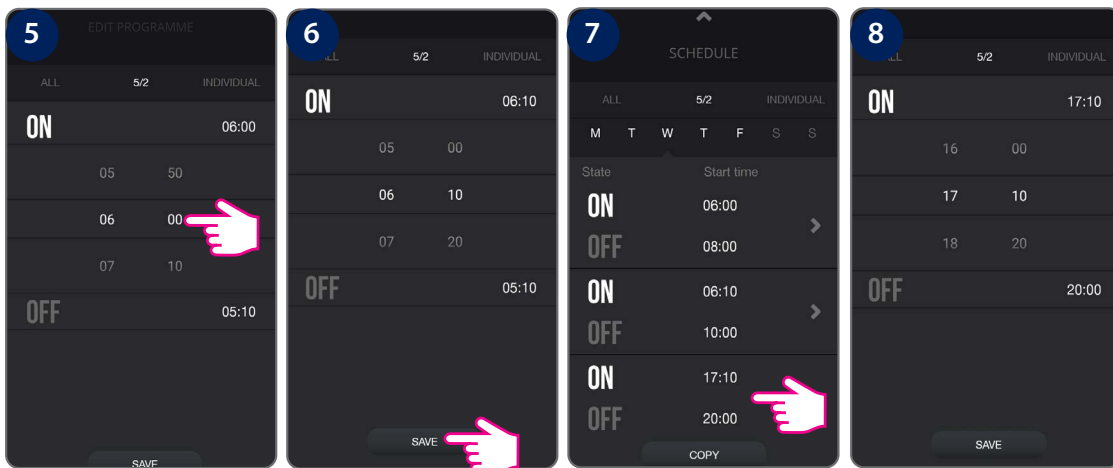 5
EDIT PROGRAMME
ALL 5/2 INDIVIDUAL
ON 06:00
05 50
06 00
07 10
OFF 05:10
SAVE
6
5/2 INDIVIDUAL
ON 06:10
05 00
06 10
07 20
OFF 05:10
SAVE
7
SCHEDULE
ALL 5/2 INDIVIDUAL
M T W T F S S
State Start time
ON 06:00
OFF 08:00
ON 06:10
OFF 10:00
ON 17:10
OFF 20:00
COPY
8
5/2 INDIVIDUAL
ON 17:10
16 00
17 10
18 20
OFF 20:00
SAVE